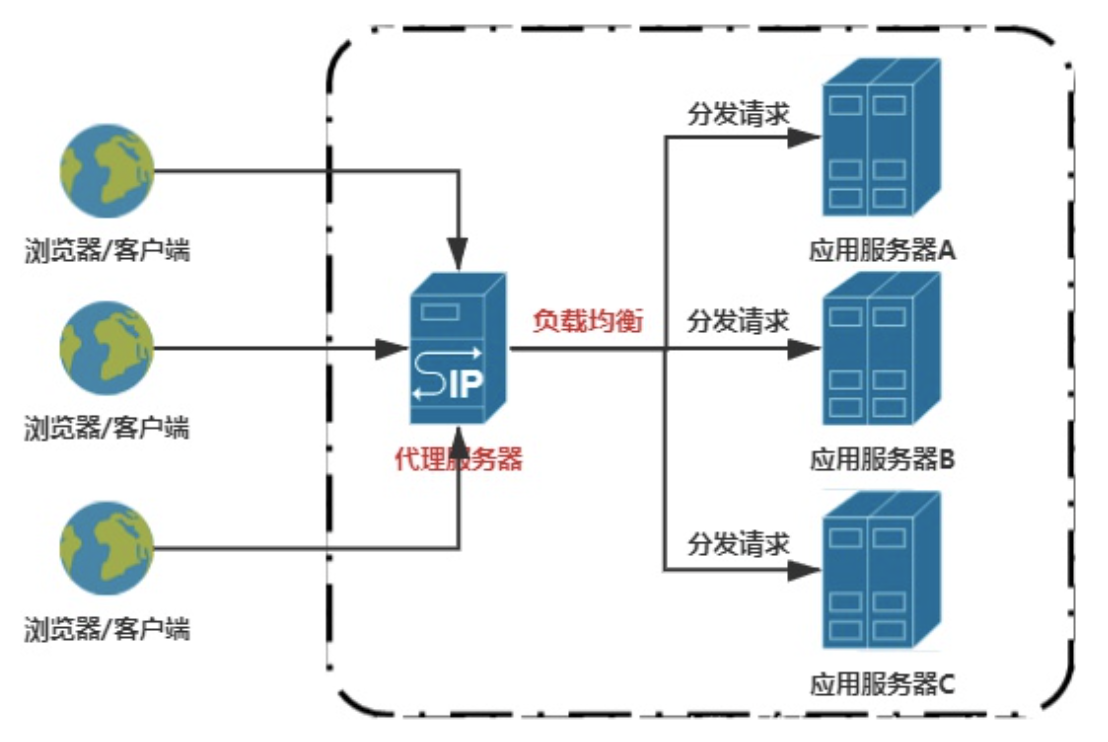 分发请求
应用服务器A
浏览器/客户端
负载均衡
分发请求
IP
浏览器/客户端
代理服务器
应用服务器B
分发请求
浏览器/客户端
应用服务器C